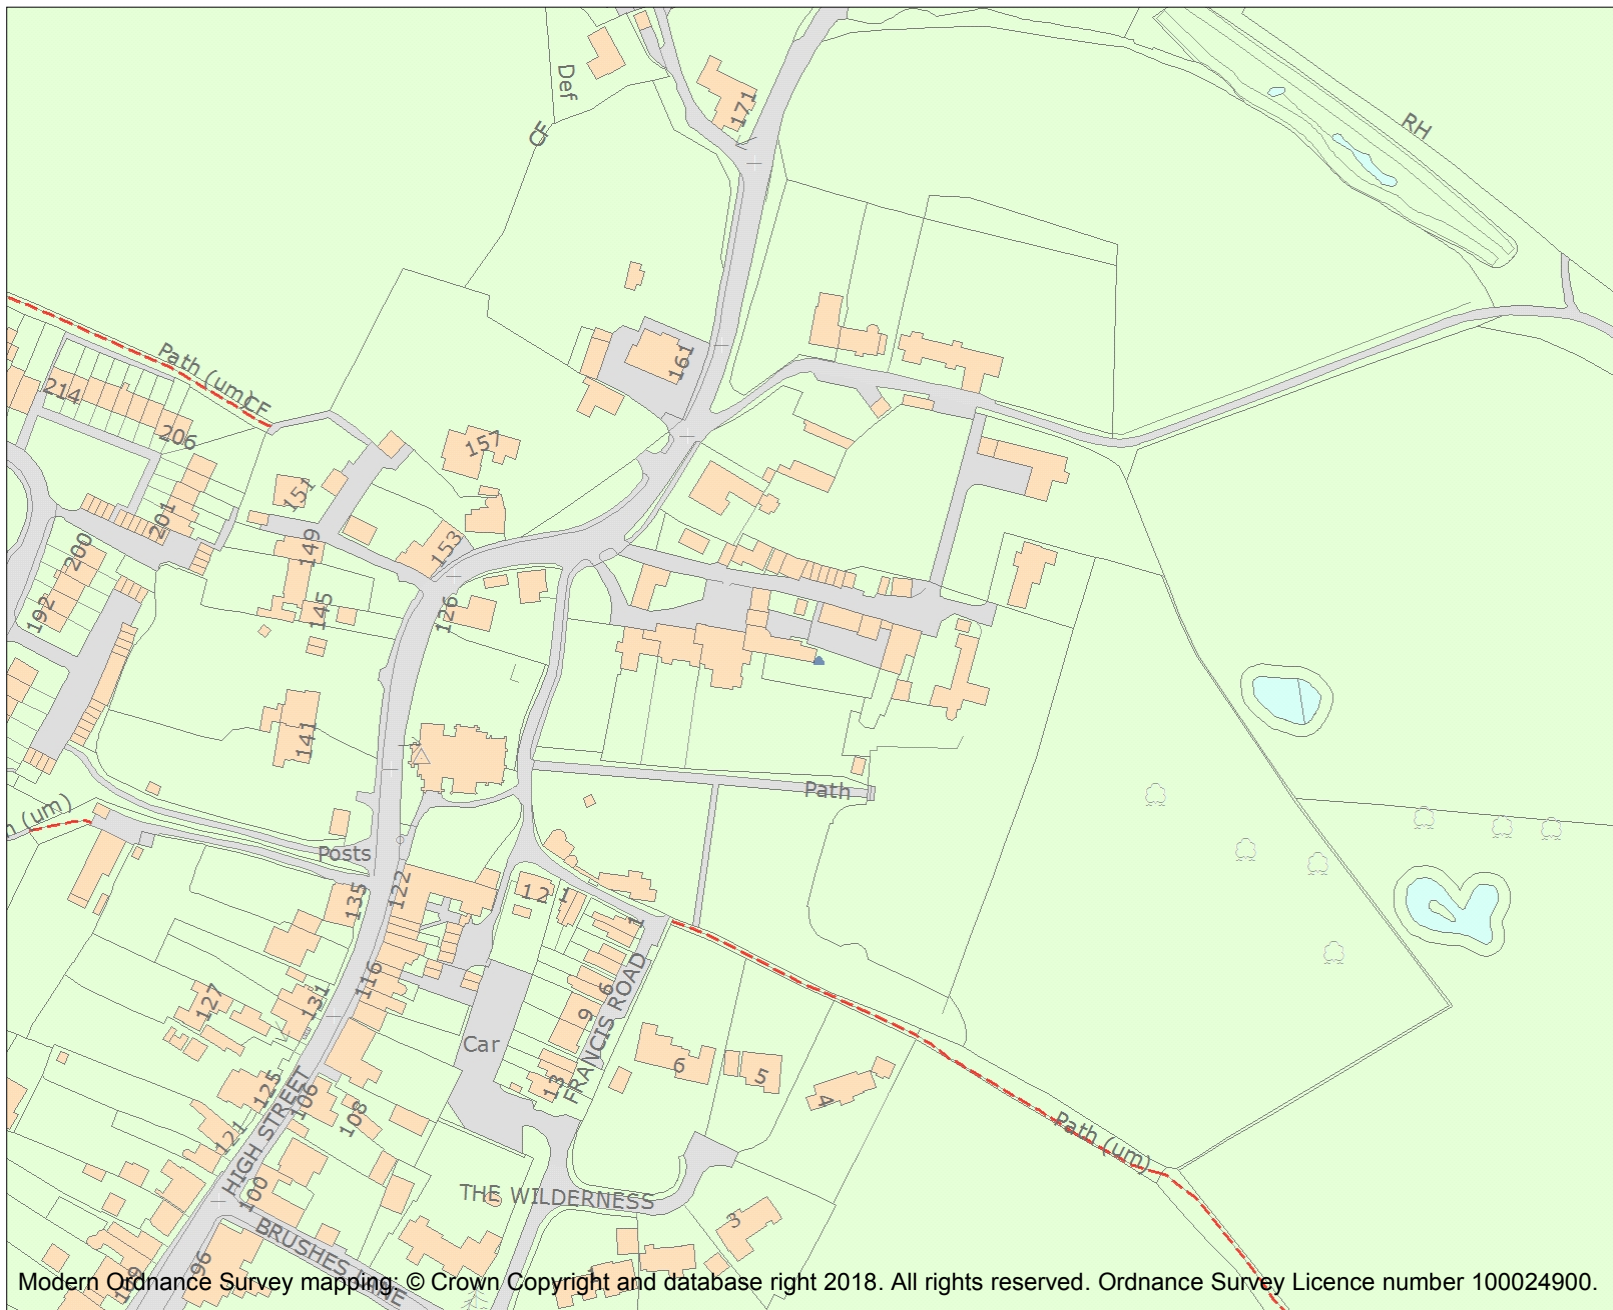 171
Def
CF
RH
161
Path (um)
CF
214
206
157
151
201
149
153
200
192
145
126
141
Path
(um)
Posts
122
135
12
1
1
116
131
127
6
9
FRANCIS ROAD
Car
13
6
5
4
125
106
108
121
HIGH STREET
100
Path (um)
THE WILDERNESS
3
BRUSHES LANE
96
Modern Ordnance Survey mapping: © Crown Copyright and database right 2018. All rights reserved. Ordnance Survey Licence number 100024900.